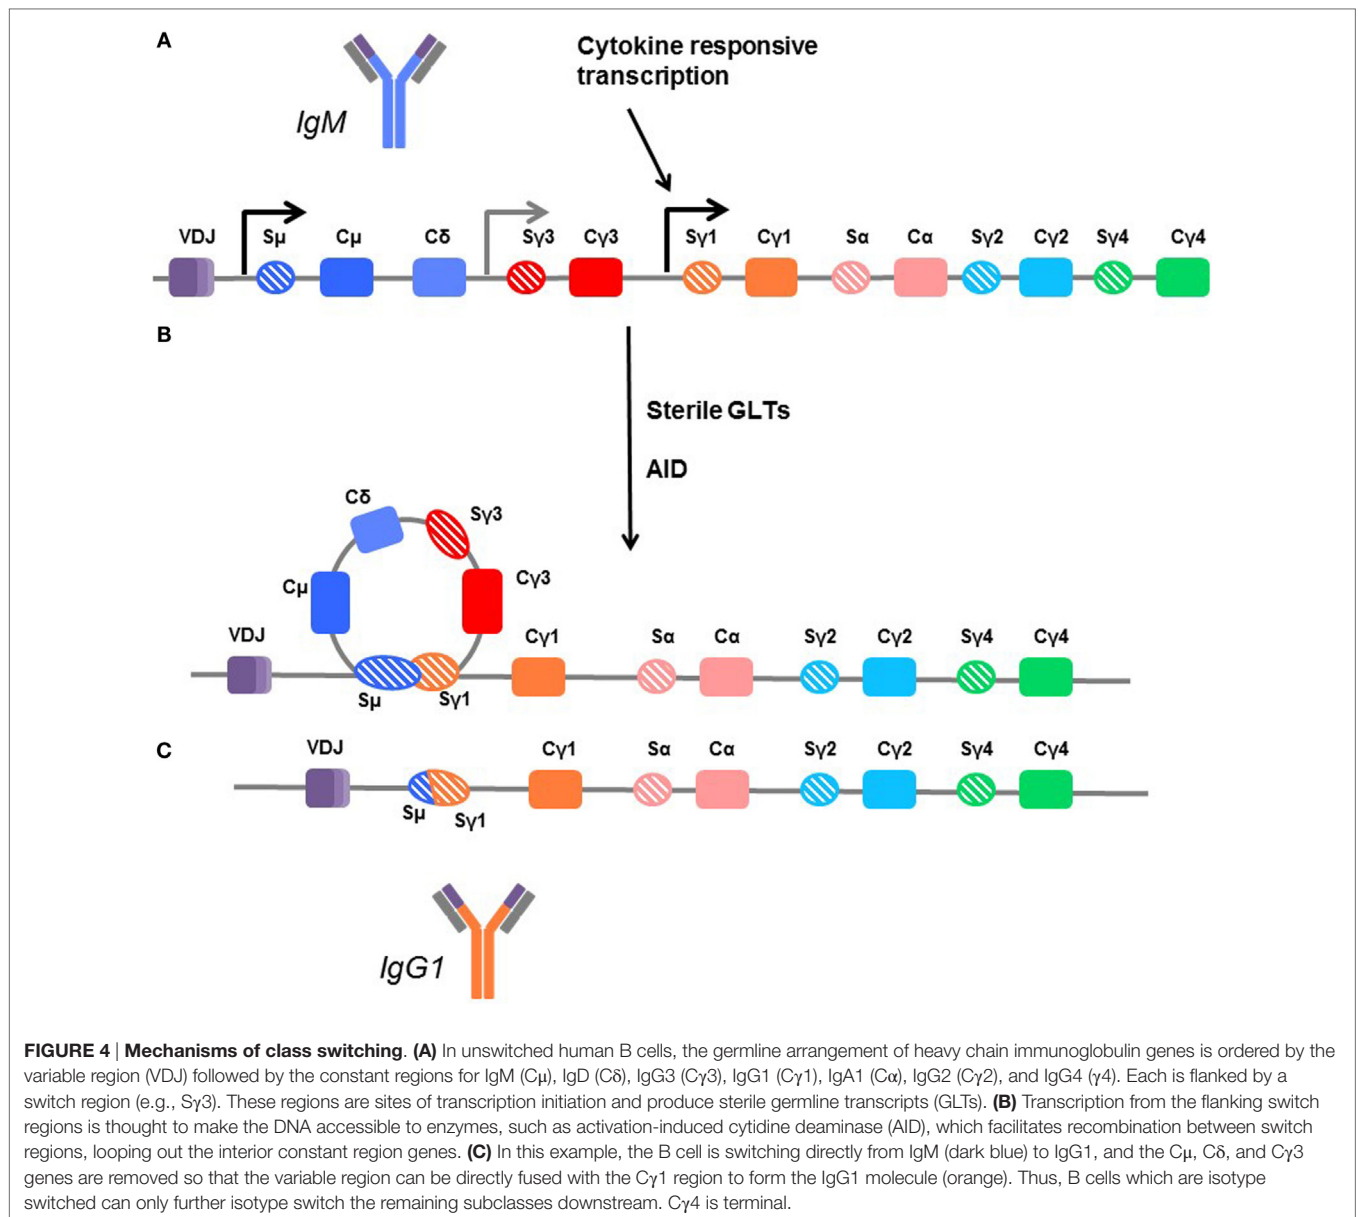 A
Cytokine responsive
transcription
IgM
VDJ Sμ Cμ Cδ Sγ3 Cγ3 Sγ1 Cγ1 Sα Cα Sγ2 Cγ2 Sγ4 Cγ4
B
Sterile GLTs
AID
Cδ
Sγ3
Cμ
Cγ3
VDJ Cγ1 Sα Cα Sγ2 Cγ2 Sγ4 Cγ4
Sμ Sγ1
C
VDJ Cγ1 Sα Cα Sγ2 Cγ2 Sγ4 Cγ4
Sμ Sγ1
IgG1
FIGURE 4 | Mechanisms of class switching. (A) In unswitched human B cells, the germline arrangement of heavy chain immunoglobulin genes is ordered by the
variable region (VDJ) followed by the constant regions for IgM (Cμ), IgD (Cδ), IgG3 (Cγ3), IgG1 (Cγ1), IgA1 (Cα), IgG2 (Cγ2), and IgG4 (γ4). Each is flanked by a
switch region (e.g., Sγ3). These regions are sites of transcription initiation and produce sterile germline transcripts (GLTs). (B) Transcription from the flanking switch
regions is thought to make the DNA accessible to enzymes, such as activation-induced cytidine deaminase (AID), which facilitates recombination between switch
regions, looping out the interior constant region genes. (C) In this example, the B cell is switching directly from IgM (dark blue) to IgG1, and the Cμ, Cδ, and Cγ3
genes are removed so that the variable region can be directly fused with the Cγ1 region to form the IgG1 molecule (orange). Thus, B cells which are isotype
switched can only further isotype switch the remaining subclasses downstream. Cγ4 is terminal.